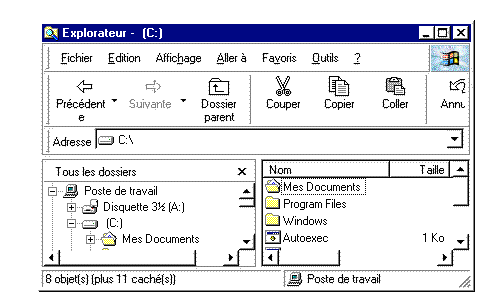 Explorateur - (C:)
Fichier Edition Affichage Aller à Favoris Outils ?
Précédente Suivante Dossier parent Couper Copier Coller Annu
Adresse C:\
Tous les dossiers x
Nom Taille
Poste de travail
Disquette 3½ (A:)
(C:)
Mes Documents
Mes Documents
Program Files
Windows
Autoexec 1 Ko
8 objet(s) (plus 11 caché(s)) Poste de travail